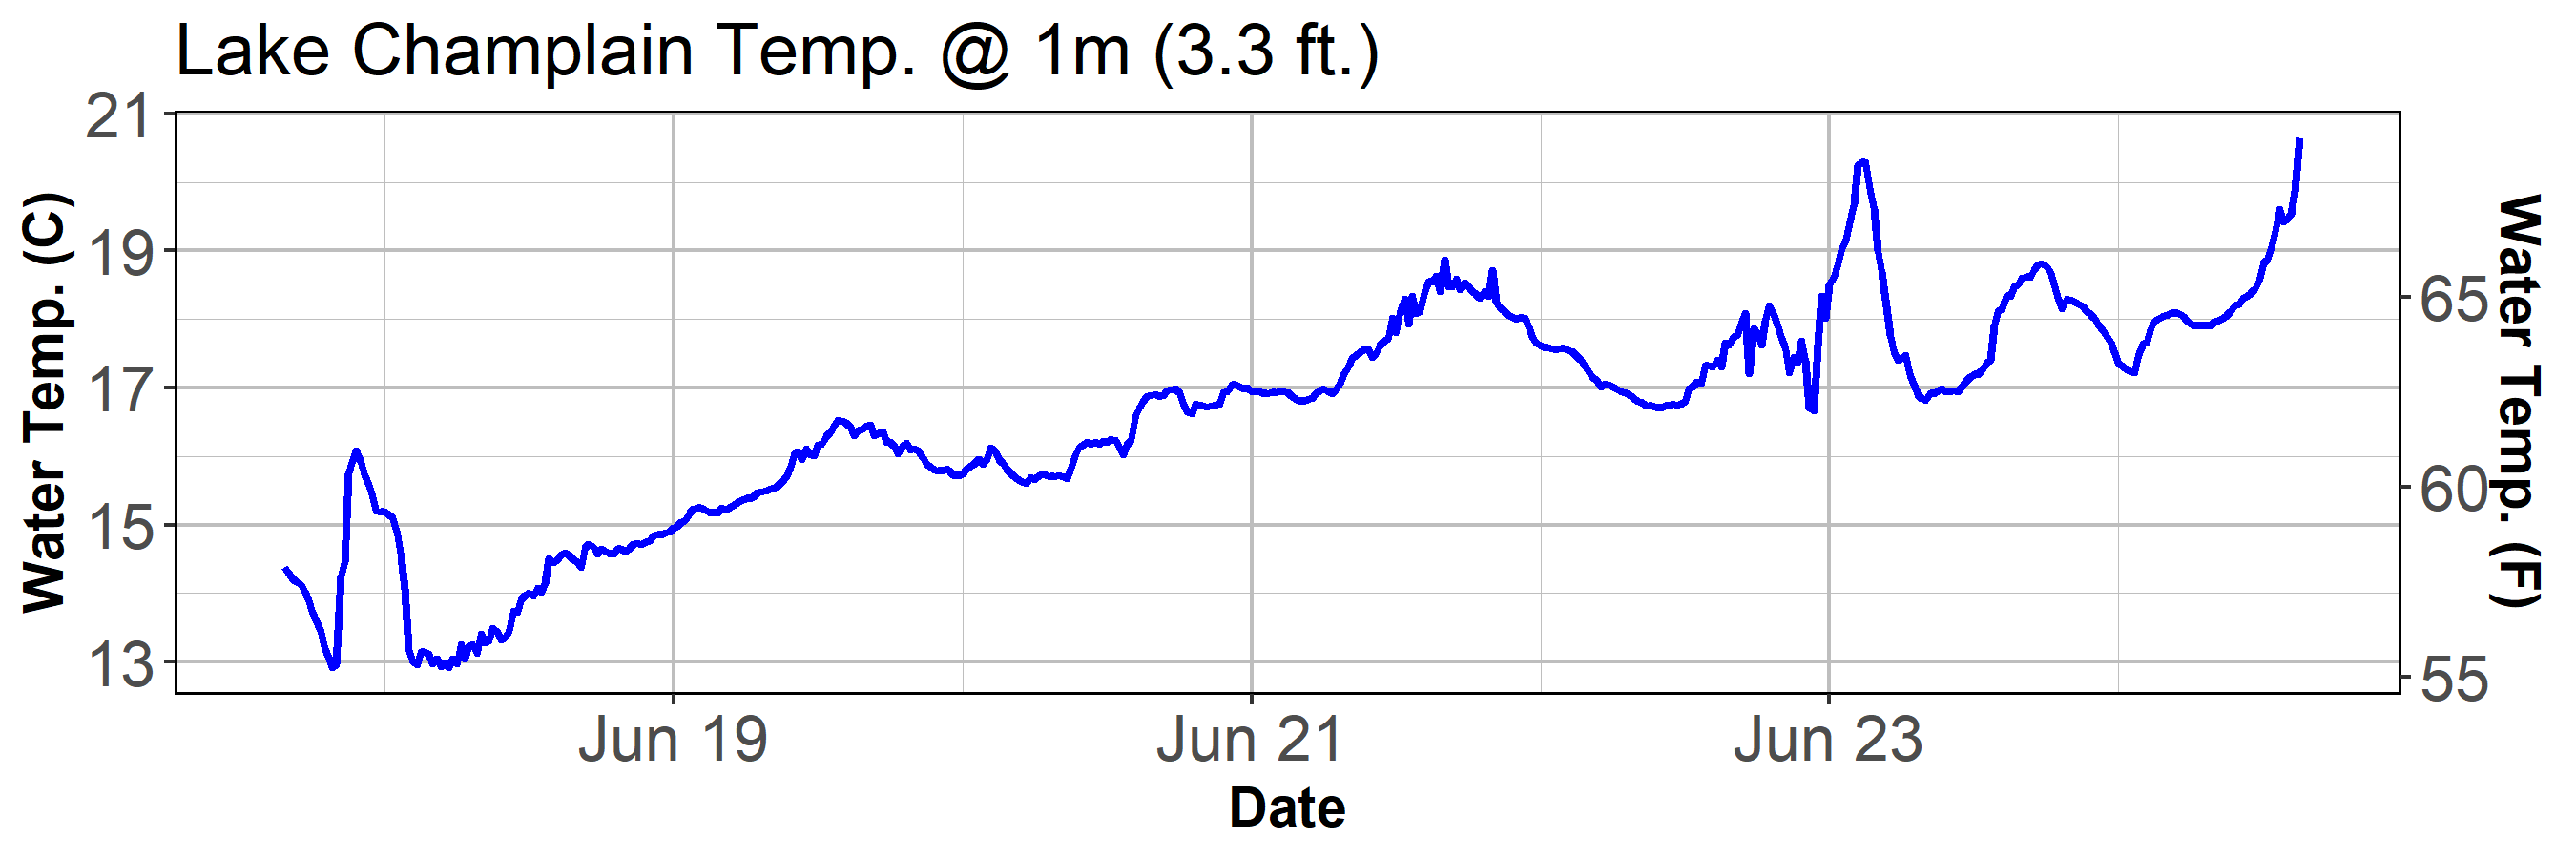 Lake Champlain Temp. @ 1m (3.3 ft.)
21
19
17
15
13
Water Temp. (C)
65
60
55
Water Temp. (F)
Jun 19
Jun 21
Jun 23
Date